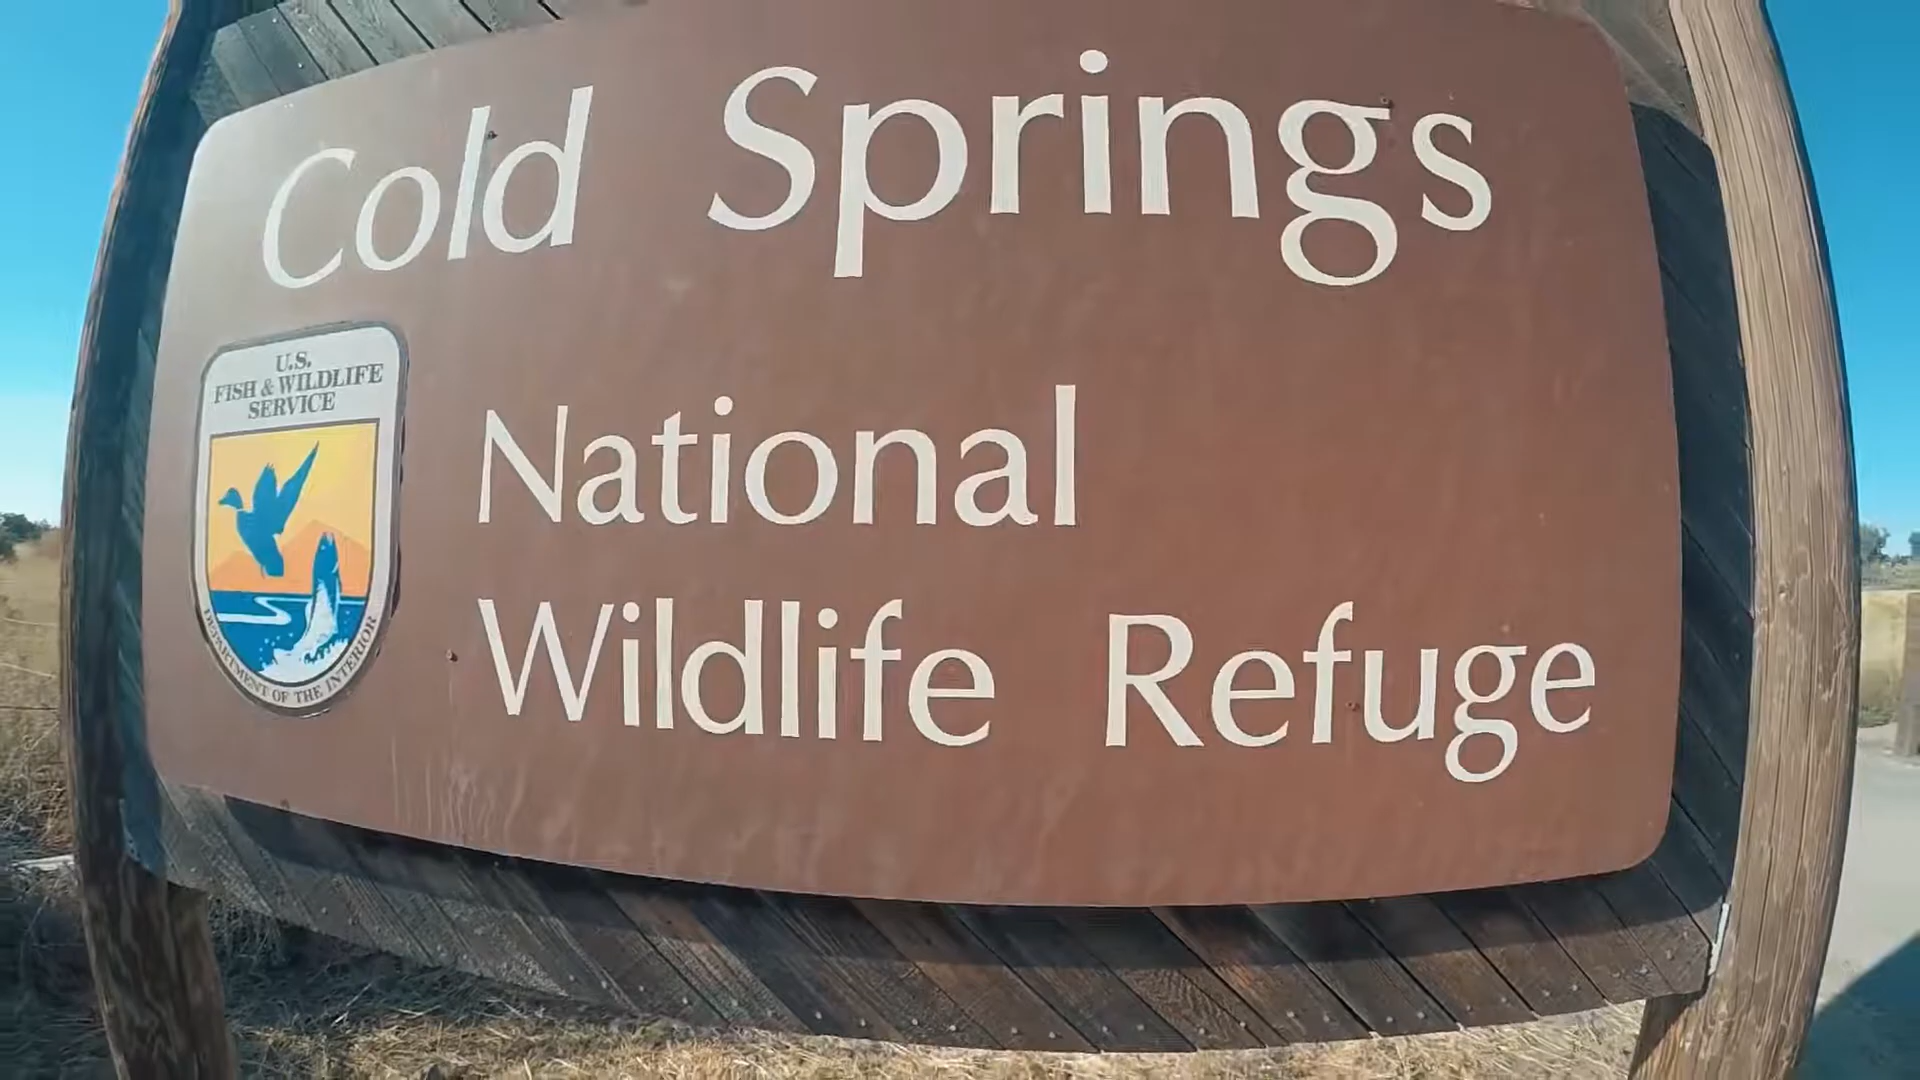 Cold Springs
U.S.
FISH & WILDLIFE
SERVICE
DEPARTMENT OF THE INTERIOR
National
Wildlife Refuge